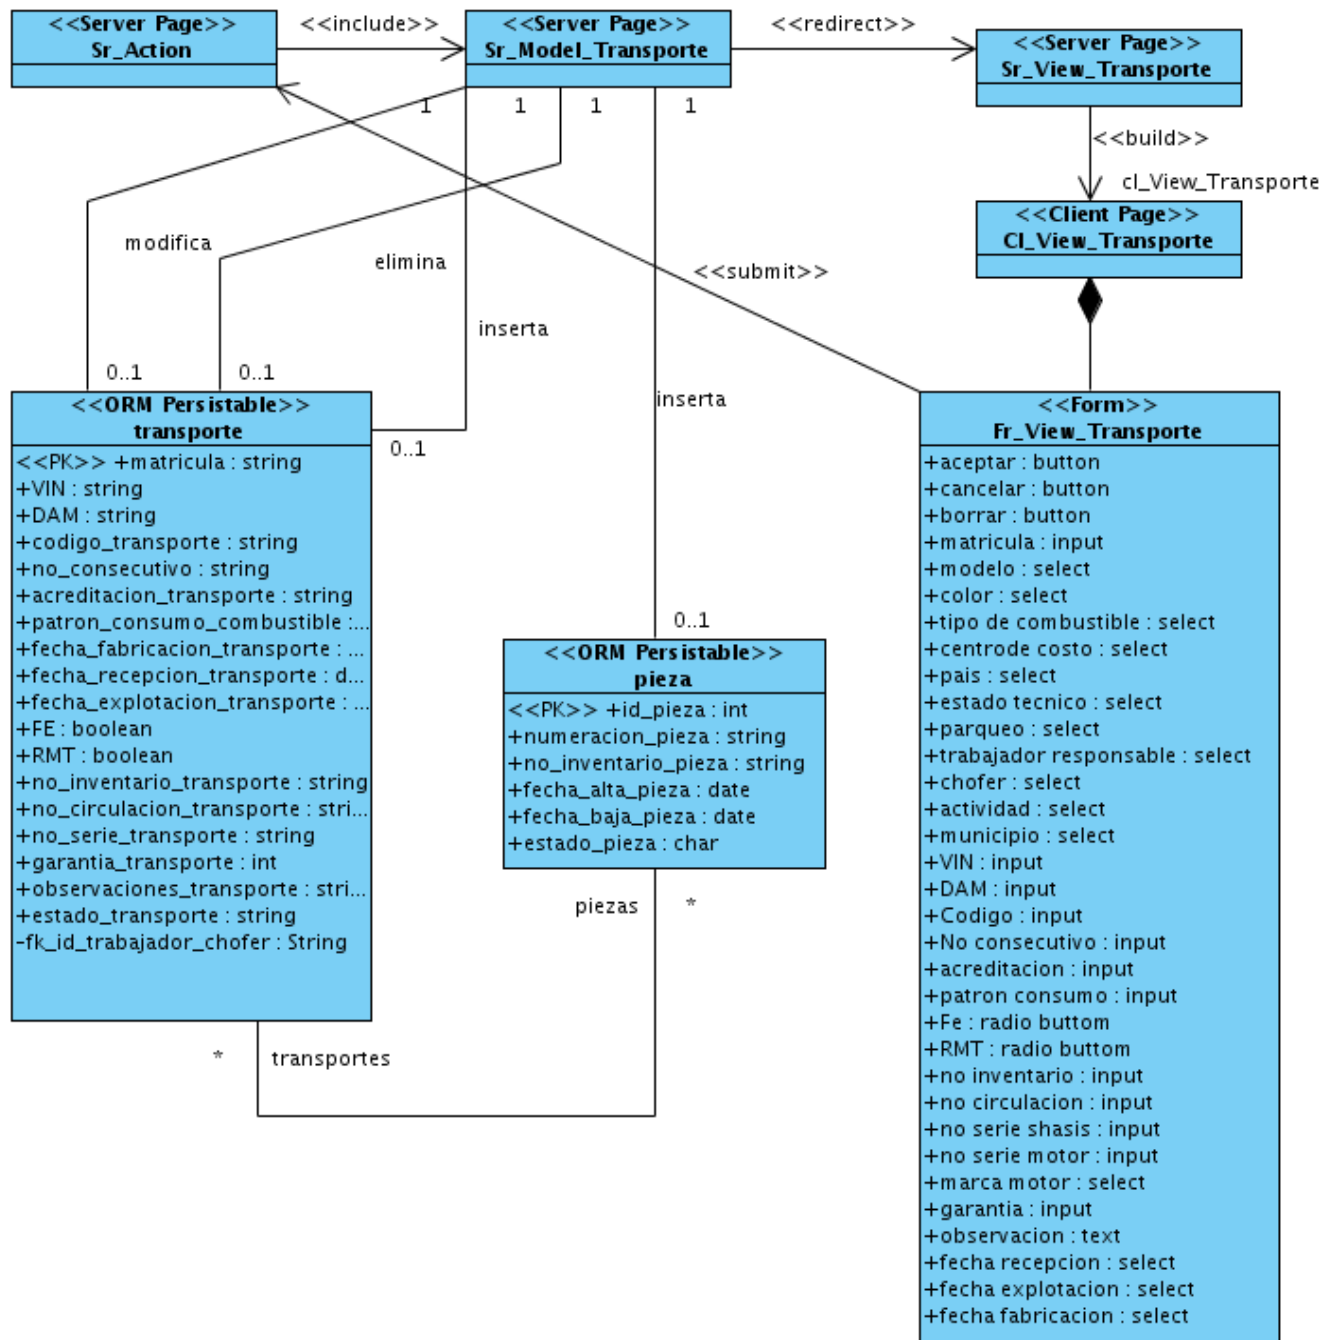 <<Server Page>>
Sr_Action
<<include>>
<<Server Page>>
Sr_Model_Transporte
<<redirect>>
<<Server Page>>
Sr_View_Transporte
1
1
1
1
<<build>>
cl_View_Transporte
<<Client Page>>
Cl_View_Transporte
modifica
elimina
<<submit>>
inserta
inserta
0..1
0..1
0..1
0..1
<<ORM Persistable>>
transporte
<<PK>> +matricula : string
+VIN : string
+DAM : string
+codigo_transporte : string
+no_consecutivo : string
+acreditacion_transporte : string
+patron_consumo_combustible :...
+fecha_fabricacion_transporte : ...
+fecha_recepcion_transporte : d...
+fecha_explotacion_transporte : ...
+FE : boolean
+RMT : boolean
+no_inventario_transporte : string
+no_circulacion_transporte : stri...
+no_serie_transporte : string
+garantia_transporte : int
+observaciones_transporte : stri...
+estado_transporte : string
-fk_id_trabajador_chofer : String
<<ORM Persistable>>
pieza
<<PK>> +id_pieza : int
+numeracion_pieza : string
+no_inventario_pieza : string
+fecha_alta_pieza : date
+fecha_baja_pieza : date
+estado_pieza : char
piezas
*
*
transportes
<<Form>>
Fr_View_Transporte
+aceptar : button
+cancelar : button
+borrar : button
+matricula : input
+modelo : select
+color : select
+tipo de combustible : select
+centrode costo : select
+pais : select
+estado tecnico : select
+parqueo : select
+trabajador responsable : select
+chofer : select
+actividad : select
+municipio : select
+VIN : input
+DAM : input
+Codigo : input
+No consecutivo : input
+acreditacion : input
+patron consumo : input
+Fe : radio buttom
+RMT : radio buttom
+no inventario : input
+no circulacion : input
+no serie shasis : input
+no serie motor : input
+marca motor : select
+garantia : input
+observacion : text
+fecha recepcion : select
+fecha explotacion : select
+fecha fabricacion : select